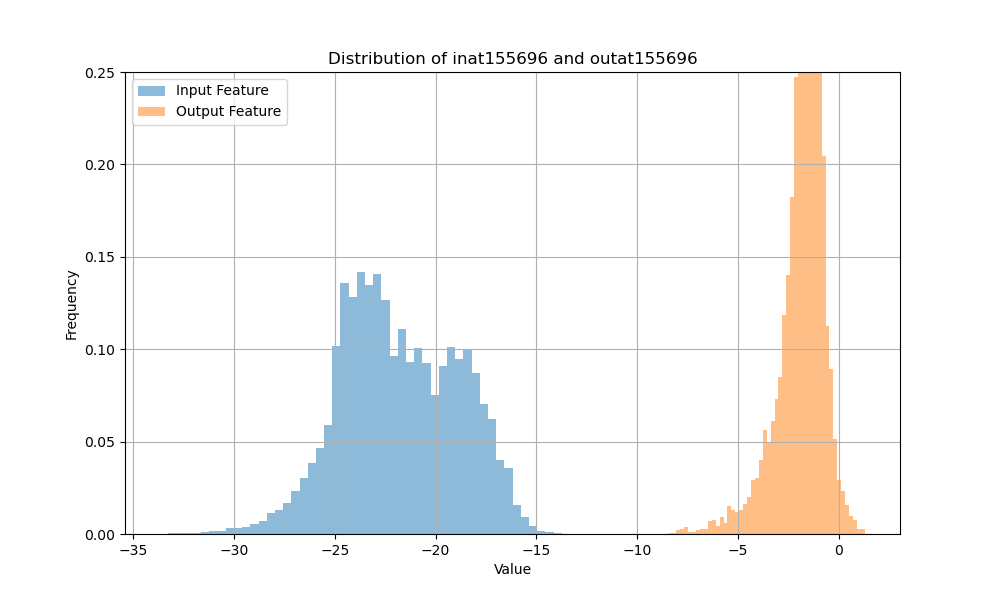 Distribution of inat155696 and outat155696
Input Feature
Output Feature
0.25
0.20
0.15
0.10
0.05
0.00
Frequency
−35 −30 −25 −20 −15 −10 −5 0
Value